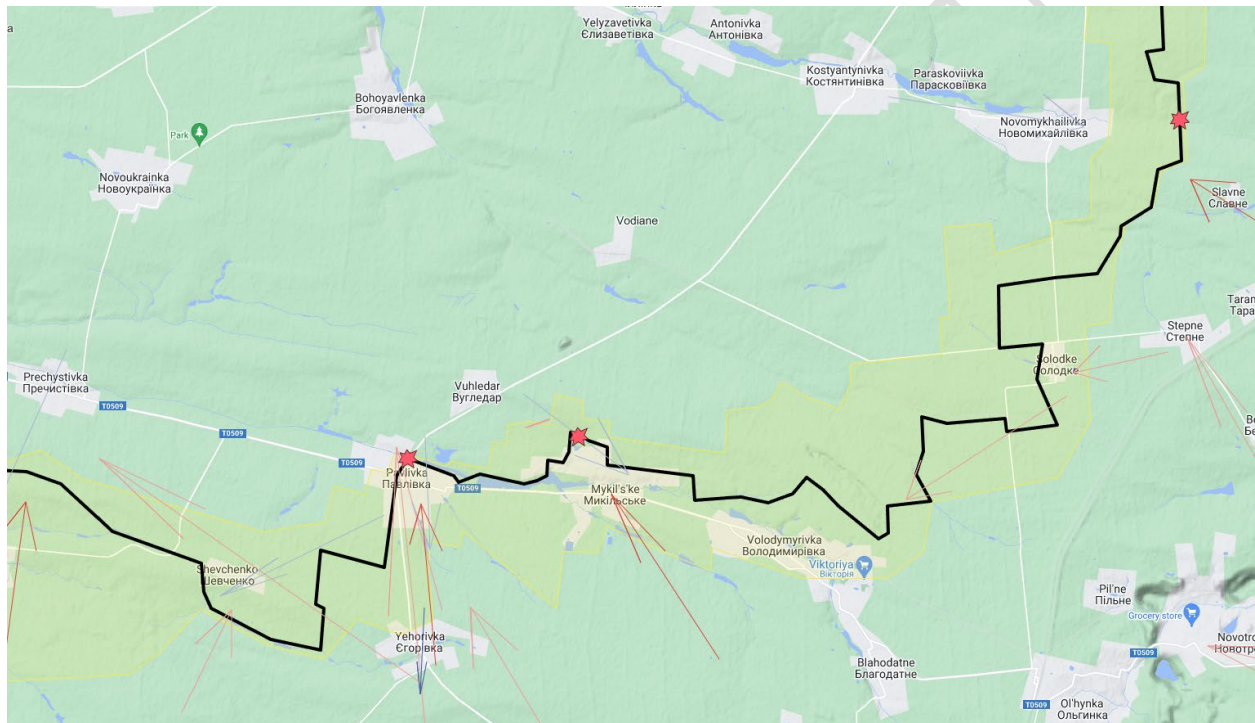 Yelyzavetivka
Єлизаветівка
Antonivka
Антонівка
Kostyantynivka
Костянтинівка
Paraskoviivka
Парасковіївка
Bohoyavlenka
Богоявленка
Novomykhailivka
Новомихайлівка
Park
Novoukrainka
Новоукраїнка
Slavne
Славне
Vodiane
Stepne
Степне
Solodke
Солодке
Prechystivka
Пречистівка
T0509
T0509
Vuhledar
Вугледар
T0509
Pavlivka
Павлівка
T0509
Mykil's'ke
Микільське
Volodymyrivka
Володимирівка
Viktoriya
Вікторія
Shevchenko
Шевченко
Pil'ne
Пільне
Grocery store
Yehorivka
Єгорівка
T0509
Blahodatne
Благодатне
T0509
Ol'hynka
Ольгинка